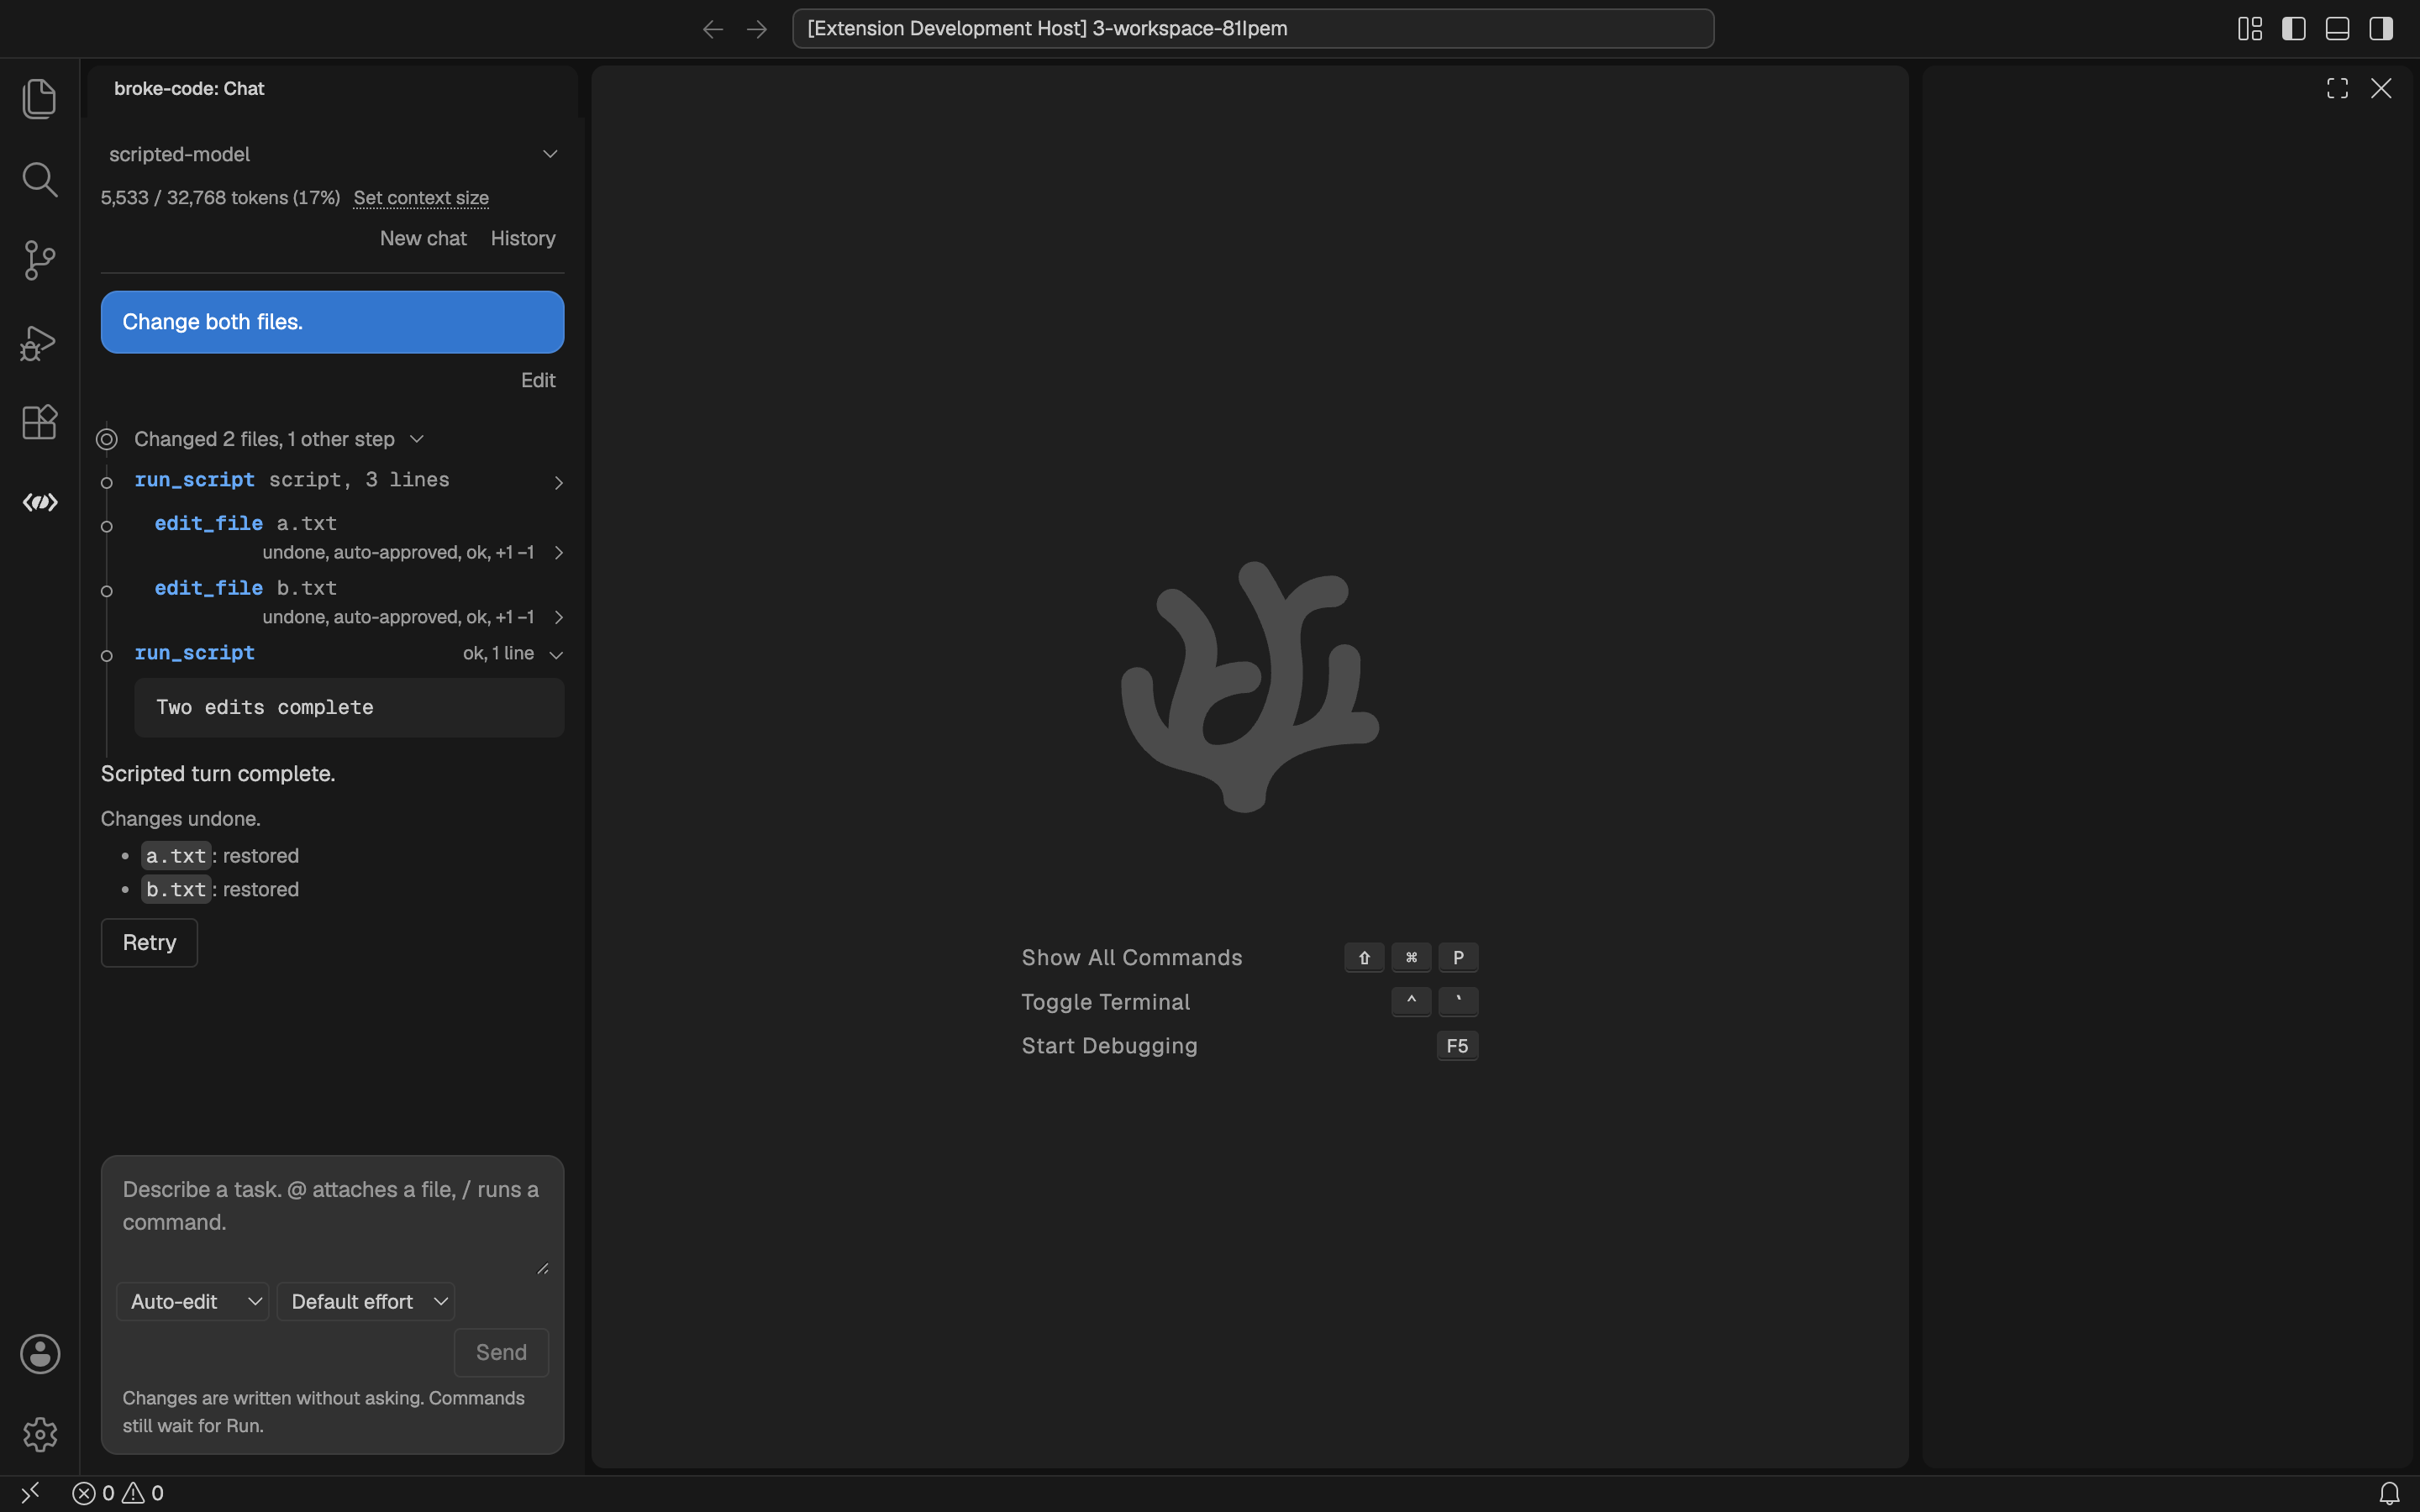 [Extension Development Host] 3-workspace-81lpem
broke-code: Chat
scripted-model
5,533 / 32,768 tokens (17%) Set context size
New chat History
Change both files.
Edit
Changed 2 files, 1 other step
run_script script, 3 lines
edit_file a.txt
undone, auto-approved, ok, +1 −1
edit_file b.txt
undone, auto-approved, ok, +1 −1
run_script ok, 1 line
Two edits complete
Scripted turn complete.
Changes undone.
• a.txt: restored
• b.txt: restored
Retry
Describe a task. @ attaches a file, / runs a
command.
Auto-edit Default effort
Send
Changes are written without asking. Commands
still wait for Run.
Show All Commands ⇧ ⌘ P
Toggle Terminal ^ `
Start Debugging F5
0 0